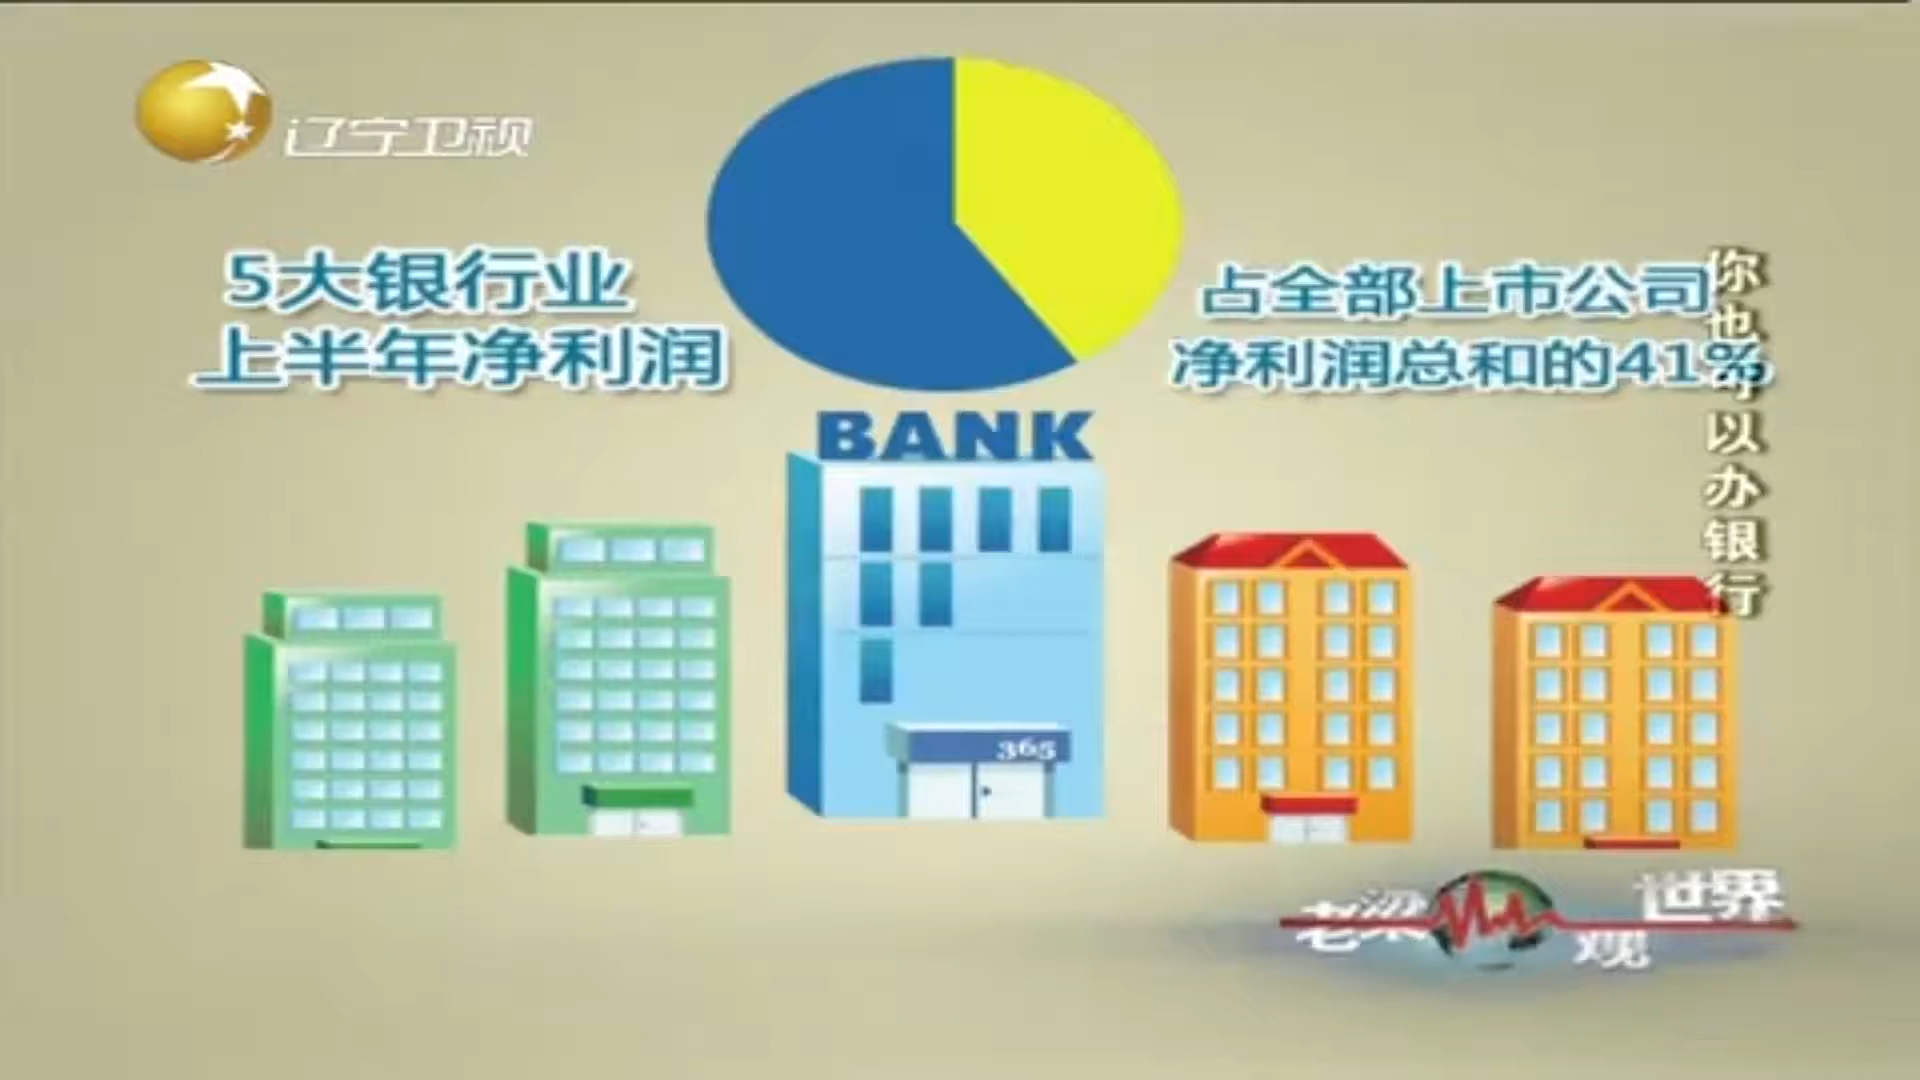 辽宁卫视
5大银行业
上半年净利润
占全部上市公司
净利润总和的41%
你也可以办银行
BANK
365
老梁世界观